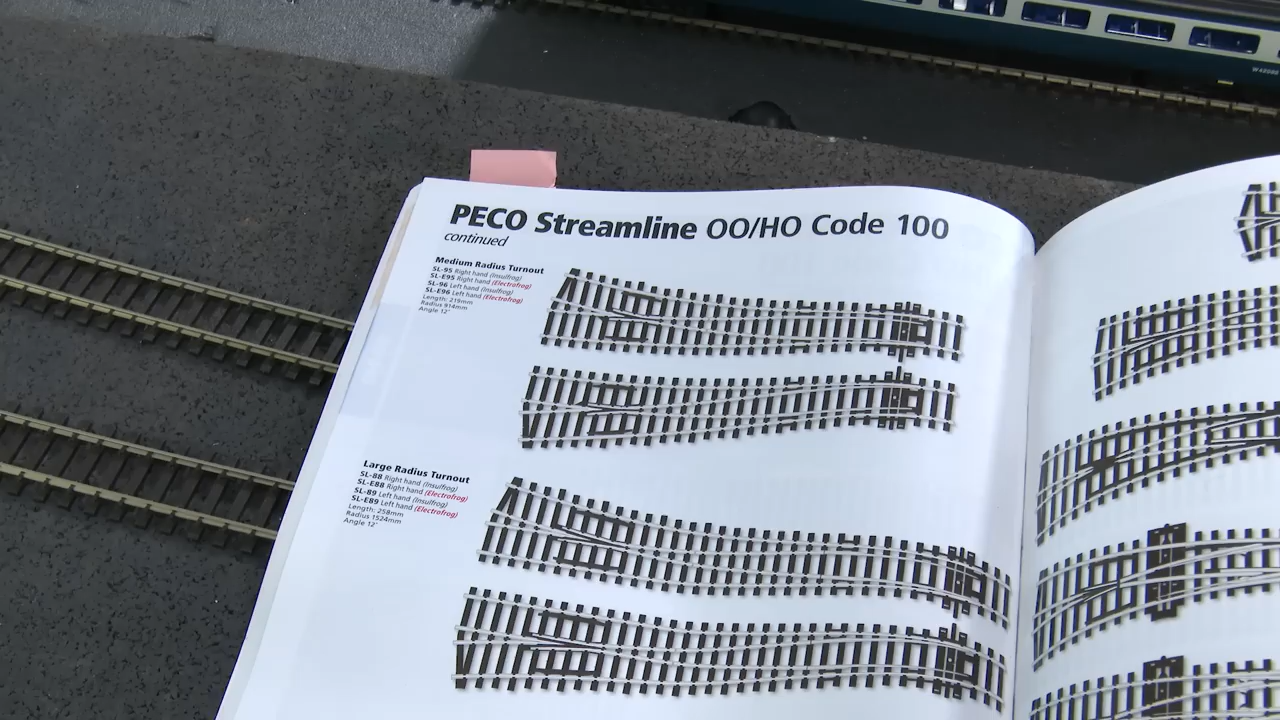 PECO Streamline OO/HO Code 100
continued
Medium Radius Turnout
SL-95 Right hand (Insulfrog)
SL-E95 Right hand (Electrofrog)
SL-96 Left hand (Insulfrog)
SL-E96 Left hand (Electrofrog)
Length: 219mm
Radius 914mm
Angle 12˚
Large Radius Turnout
SL-88 Right hand (Insulfrog)
SL-E88 Right hand (Electrofrog)
SL-89 Left hand (Insulfrog)
SL-E89 Left hand (Electrofrog)
Length: 258mm
Radius 1524mm
Angle 12˚